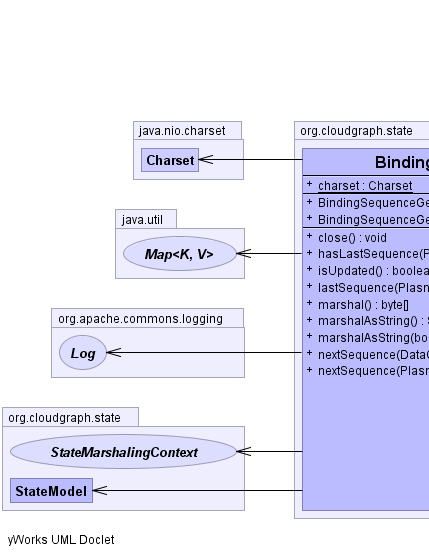 java.nio.charset
Charset
java.util
Map<K, V>
org.apache.commons.logging
Log
org.cloudgraph.state
StateMarshalingContext
StateModel
org.cloudgraph.state
Binding
+ charset : Charset
+ BindingSequenceGe
+ BindingSequenceGe
+ close() : void
+ hasLastSequence(P
+ isUpdated() : boolea
+ lastSequence(Plasm
+ marshal() : byte[]
+ marshalAsString() : S
+ marshalAsString(bo
+ nextSequence(DataG
+ nextSequence(Plasm
yWorks UML Doclet